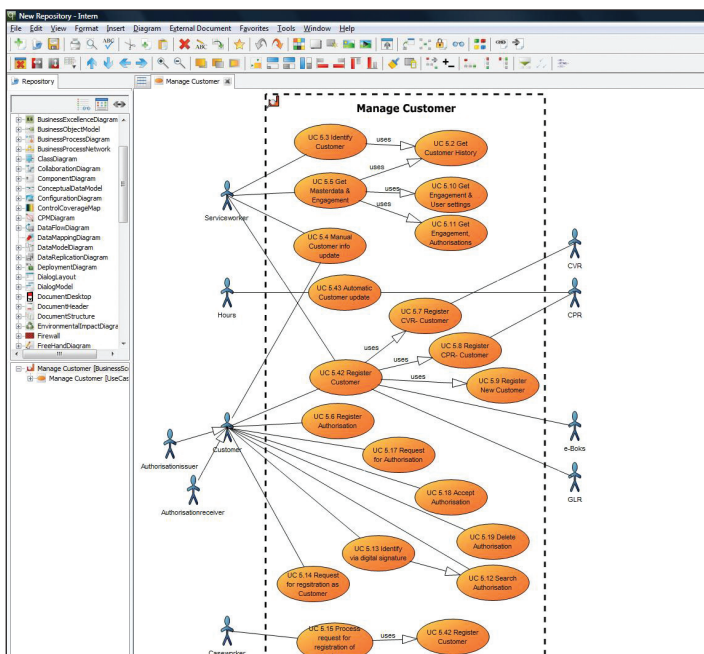 New Repository - Intern
File Edit View Format Insert Diagram External Document Favorites Tools Window Help
Repository
Manage Customer
BusinessExcellenceDiagram
BusinessObjectModel
BusinessProcessDiagram
BusinessProcessNetwork
ClassDiagram
CollaborationDiagram
ComponentDiagram
ConceptualDataModel
ConfigurationDiagram
ControlCoverageMap
CPMDiagram
DataFlowDiagram
DataMappingDiagram
DataModelDiagram
DataReplicationDiagram
DeploymentDiagram
DialogLayout
DialogModel
DocumentDesktop
DocumentHeader
DocumentStructure
EnvironmentalImpactDiagra
Firewall
FreeHandDiagram
Manage Customer [BusinessSco
Manage Customer [UseCas
Manage Customer
UC 5.3 Identify
Customer
uses
UC 5.2 Get
Customer History
uses
UC 5.5 Get
Masterdata &
Engagement
uses
UC 5.10 Get
Engagement &
User settings
Serviceworker
uses
UC 5.11 Get
Engagement,
Authorisations
UC 5.4 Manual
Customer info
update
CVR
UC 5.43 Automatic
Customer update
Hours
CPR
UC 5.7 Register
CVR- Customer
uses
UC 5.8 Register
CPR- Customer
uses
UC 5.42 Register
Customer
uses
UC 5.9 Register
New Customer
UC 5.6 Register
Authorisation
Customer
e-Boks
UC 5.17 Request
for Authorisation
Authorisationissuer
GLR
UC 5.18 Accept
Authorisation
Authorisationreceiver
UC 5.19 Delete
Authorisation
UC 5.13 Identify
via digital signature
UC 5.14 Request
for regsitration as
Customer
UC 5.12 Search
Authorisation
UC 5.15 Process
request for
registration of
uses
UC 5.42 Register
Customer
Caseworker